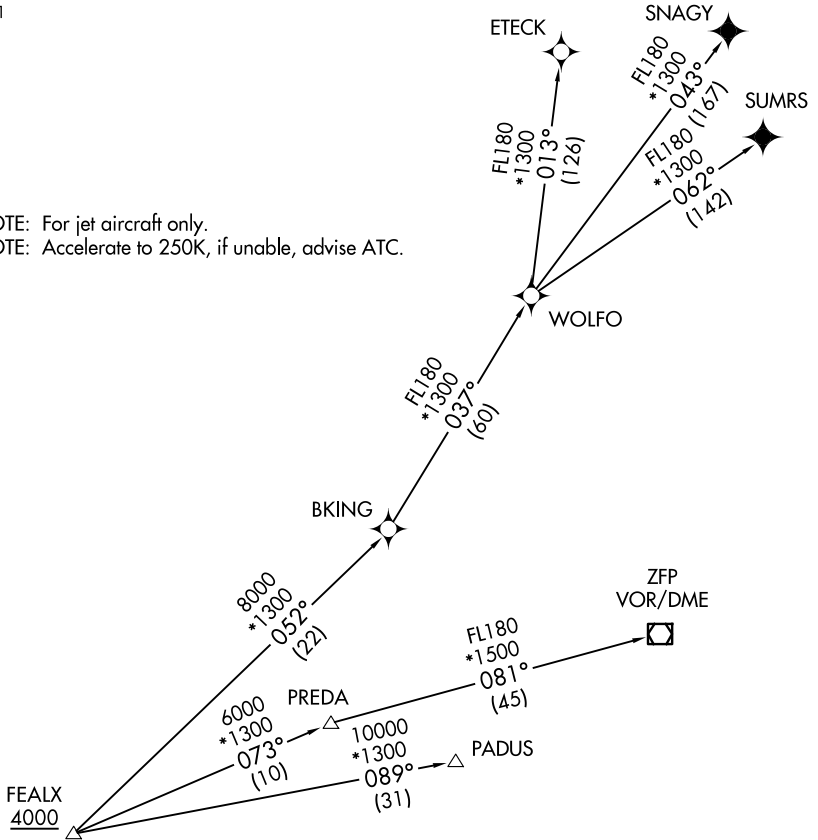 ETECK
SNAGY
SUMRS
FL180
*1300
013°
(126)
FL180
*1300
043°
(167)
FL180
*1300
062°
(142)
OTE: For jet aircraft only.
OTE: Accelerate to 250K, if unable, advise ATC.
WOLFO
FL180
*1300
037°
(60)
BKING
8000
*1300
052°
(22)
ZFP
VOR/DME
FL180
*1500
081°
(45)
PREDA
6000
*1300
073°
(10)
10000
*1300
089°
(31)
PADUS
FEALX
4000